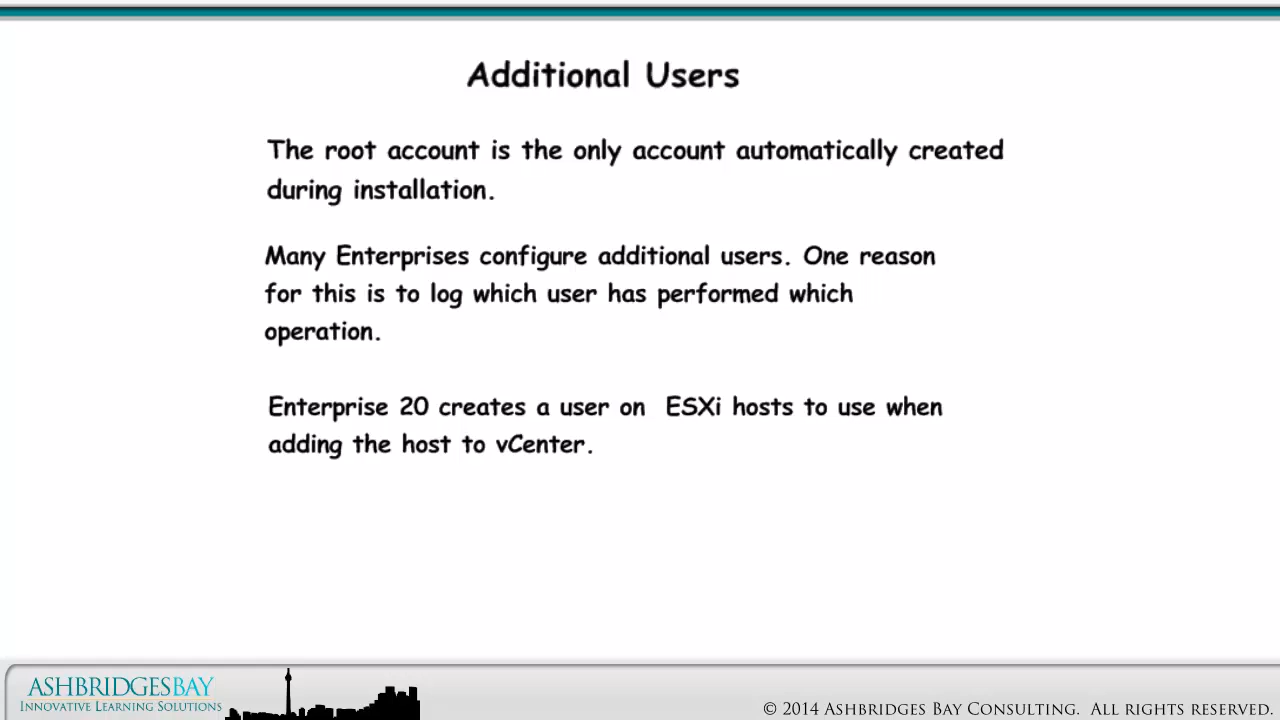 Additional Users
The root account is the only account automatically created
during installation.
Many Enterprises configure additional users. One reason
for this is to log which user has performed which
operation.
Enterprise 20 creates a user on ESXi hosts to use when
adding the host to vCenter.
ASHBRIDGESBAY
INNOVATIVE LEARNING SOLUTIONS
© 2014 ASHBRIDGES BAY CONSULTING. ALL RIGHTS RESERVED.